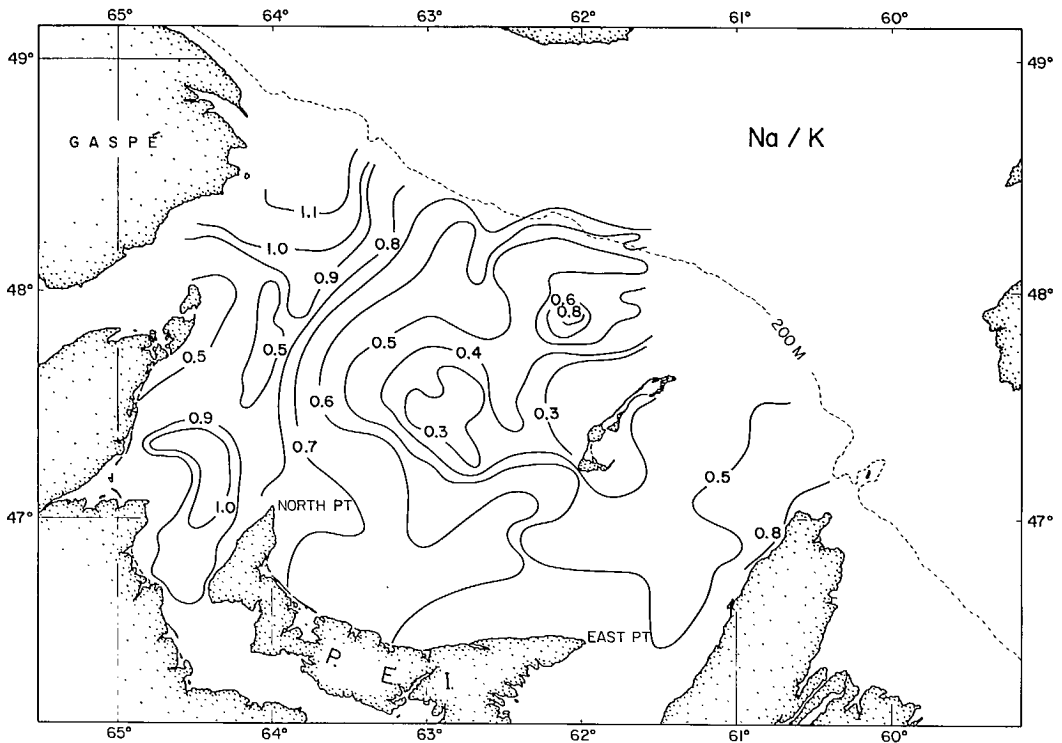 65° 64° 63° 62° 61° 60°
49° 49°
GASPÉ
Na / K
1.1
1.0 0.8
0.9
48° 48°
0.6
0.8
200 M
0.5 0.5 0.5 0.4
0.6 0.3
0.9 0.3
0.7
0.5
1.0 NORTH PT
47° 47°
0.8
EAST PT
P. E. I.
65° 64° 63° 62° 61° 60°